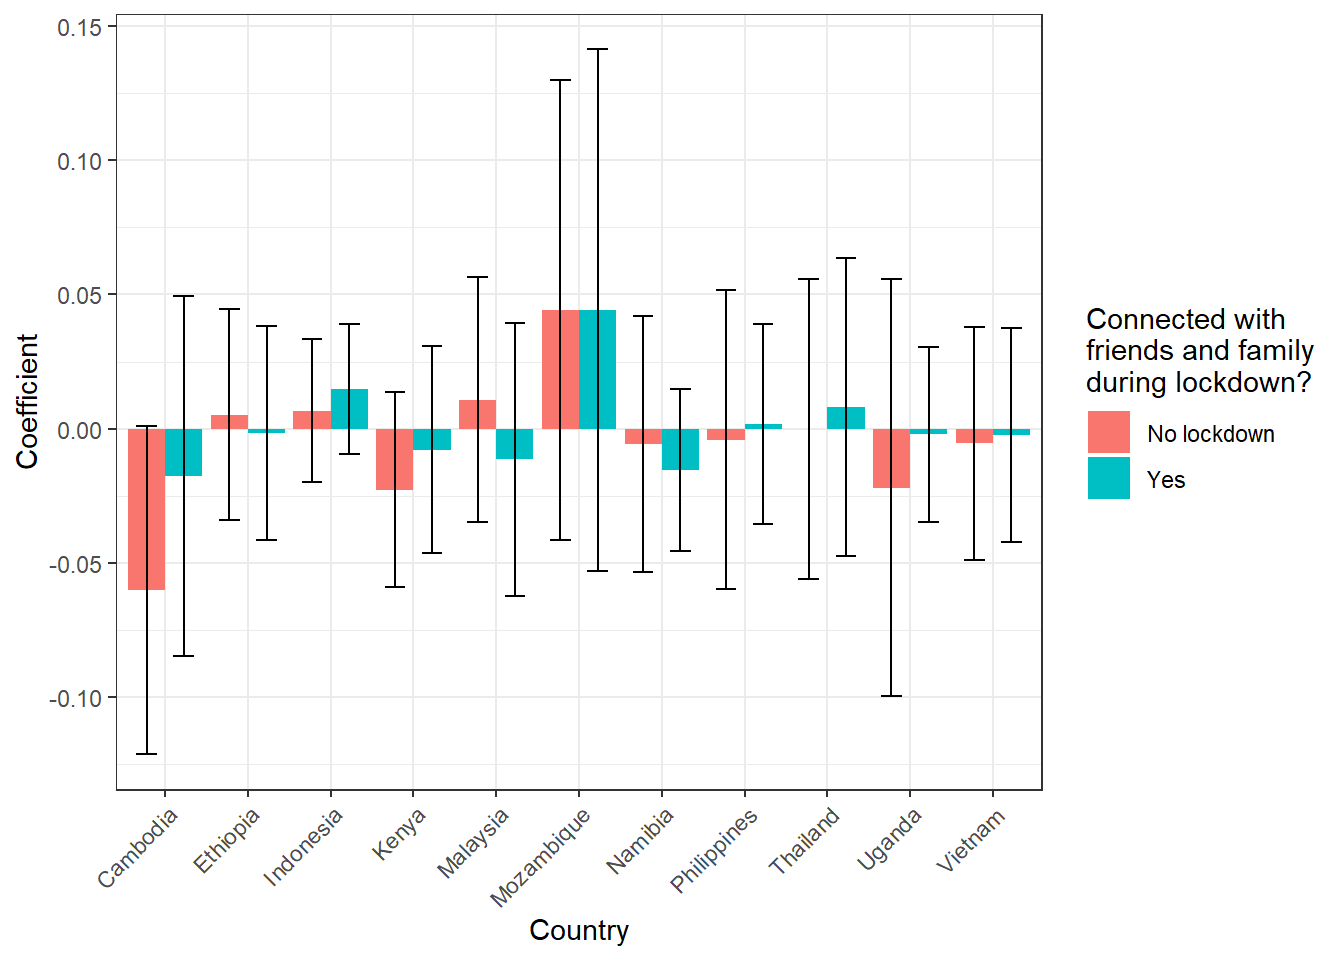 0.15
0.10
0.05
0.00
-0.05
-0.10
Coefficient
Cambodia
Ethiopia
Indonesia
Kenya
Malaysia
Mozambique
Namibia
Philippines
Thailand
Uganda
Vietnam
Country
Connected with
friends and family
during lockdown?
No lockdown
Yes